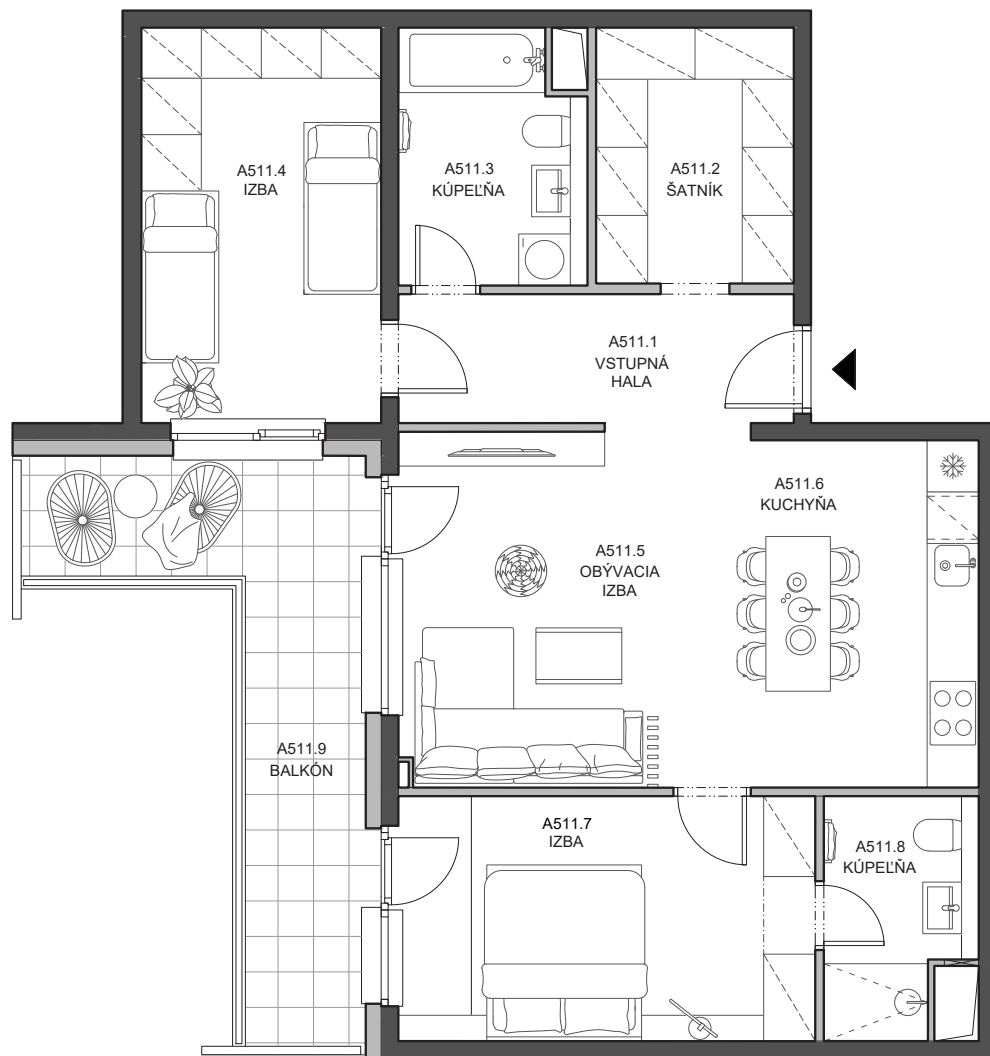 A511.4
IZBA
A511.3
KÚPEĽŇA
A511.2
ŠATNÍK
A511.1
VSTUPNÁ
HALA
A511.6
KUCHYŇA
A511.5
OBÝVACIA
IZBA
A511.9
BALKÓN
A511.7
IZBA
A511.8
KÚPEĽŇA